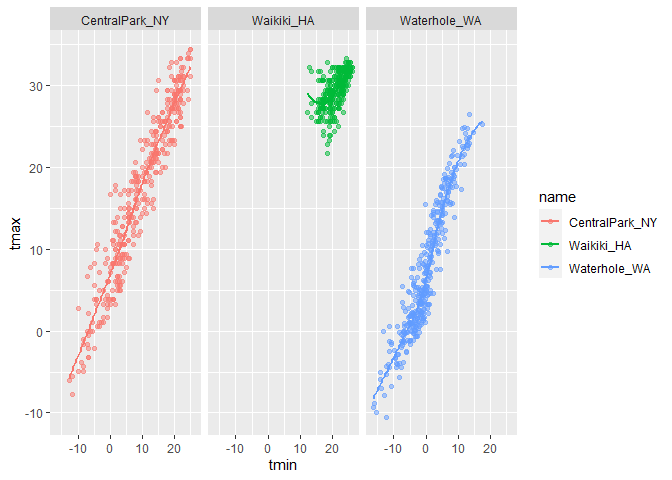 CentralPark_NY Waikiki_HA Waterhole_WA
30
20
10
0
-10
tmax
-10 0 10 20 -10 0 10 20 -10 0 10 20
tmin
name
CentralPark_NY
Waikiki_HA
Waterhole_WA